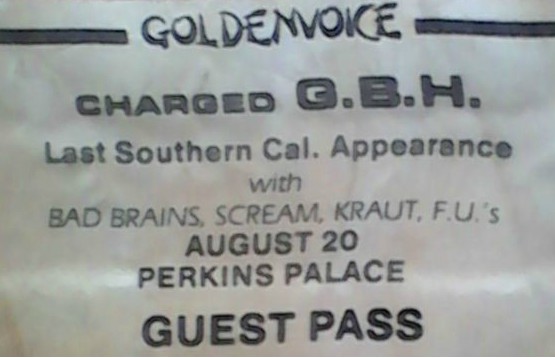 GOLDENVOICE
CHARGED G.B.H.
Last Southern Cal. Appearance
with
BAD BRAINS, SCREAM, KRAUT, F.U.'s
AUGUST 20
PERKINS PALACE
GUEST PASS